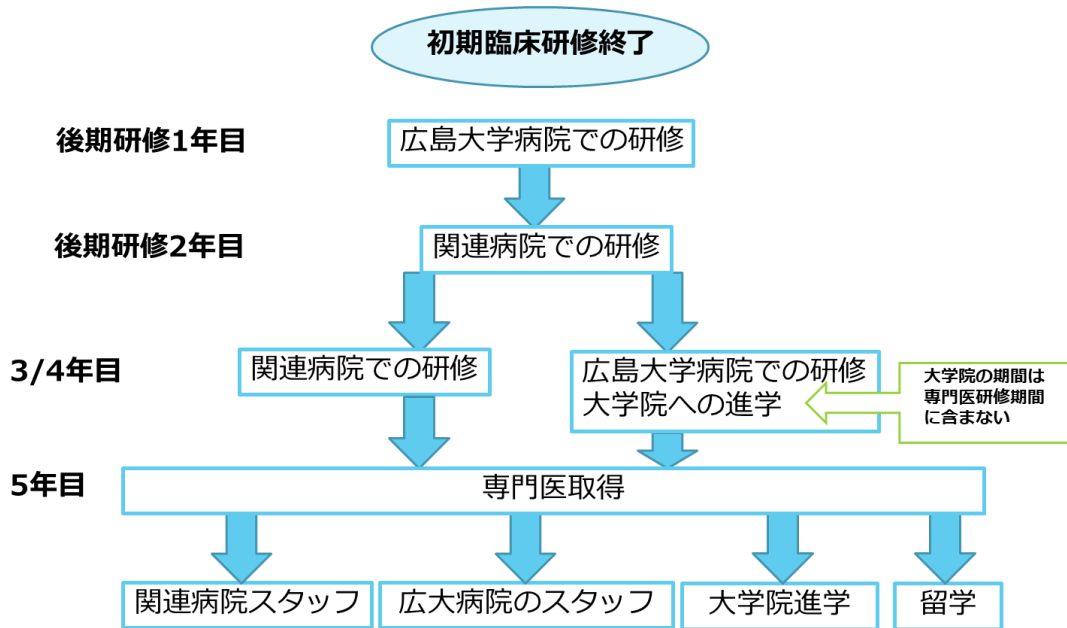 初期臨床研修終了
後期研修1年目
広島大学病院での研修
後期研修2年目
関連病院での研修
3/4年目
関連病院での研修
広島大学病院での研修
大学院への進学
大学院の期間は
専門医研修期間
に含まない
5年目
専門医取得
関連病院スタッフ
広大病院のスタッフ
大学院進学
留学